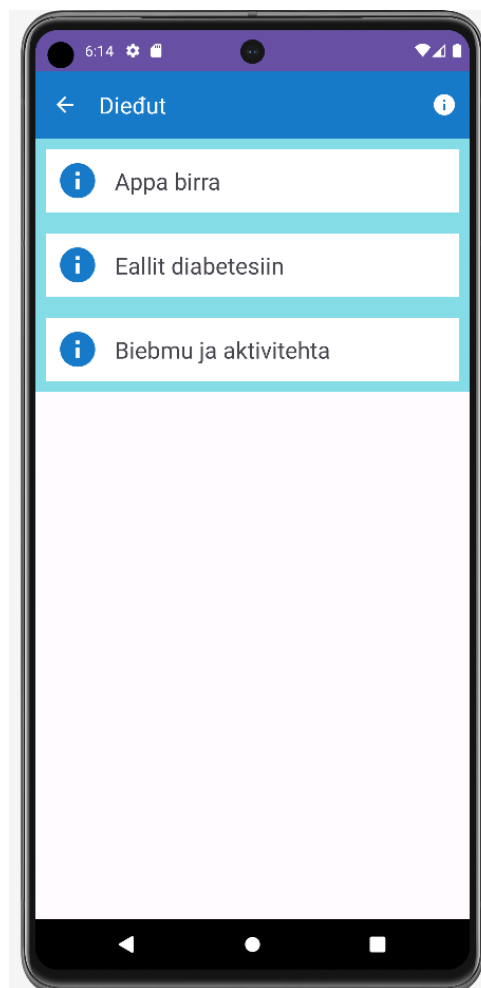 6:14
Dieđut
Appa birra
Eallit diabetesiin
Biebmu ja aktivitehta